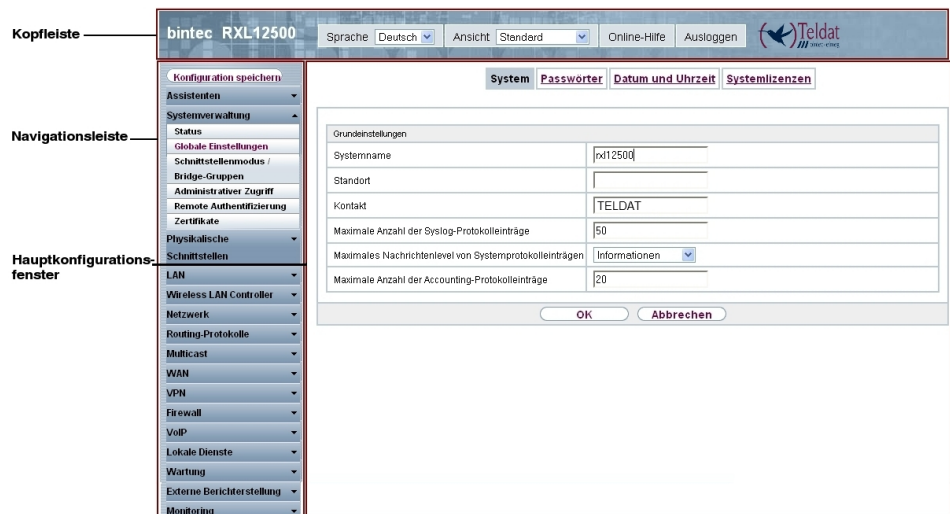 Kopfleiste
bintec RXL12500
Sprache Deutsch Ansicht Standard Online-Hilfe Ausloggen
Teldat
Konfiguration speichern
System Passwörter Datum und Uhrzeit Systemlizenzen
Navigationsleiste
Assistenten
Systemverwaltung
Status
Globale Einstellungen
Schnittstellenmodus /
Bridge-Gruppen
Administrativer Zugriff
Remote Authentifizierung
Zertifikate
Physikalische
Schnittstellen
LAN
Wireless LAN Controller
Netzwerk
Routing-Protokolle
Multicast
WAN
VPN
Firewall
VoIP
Lokale Dienste
Wartung
Externe Berichterstellung
Monitoring
Hauptkonfigurations-
fenster
Grundeinstellungen
Systemname rxl12500
Standort
Kontakt TELDAT
Maximale Anzahl der Syslog-Protokolleinträge 50
Maximales Nachrichtenlevel von Systemprotokolleinträgen Informationen
Maximale Anzahl der Accounting-Protokolleinträge 20
OK Abbrechen